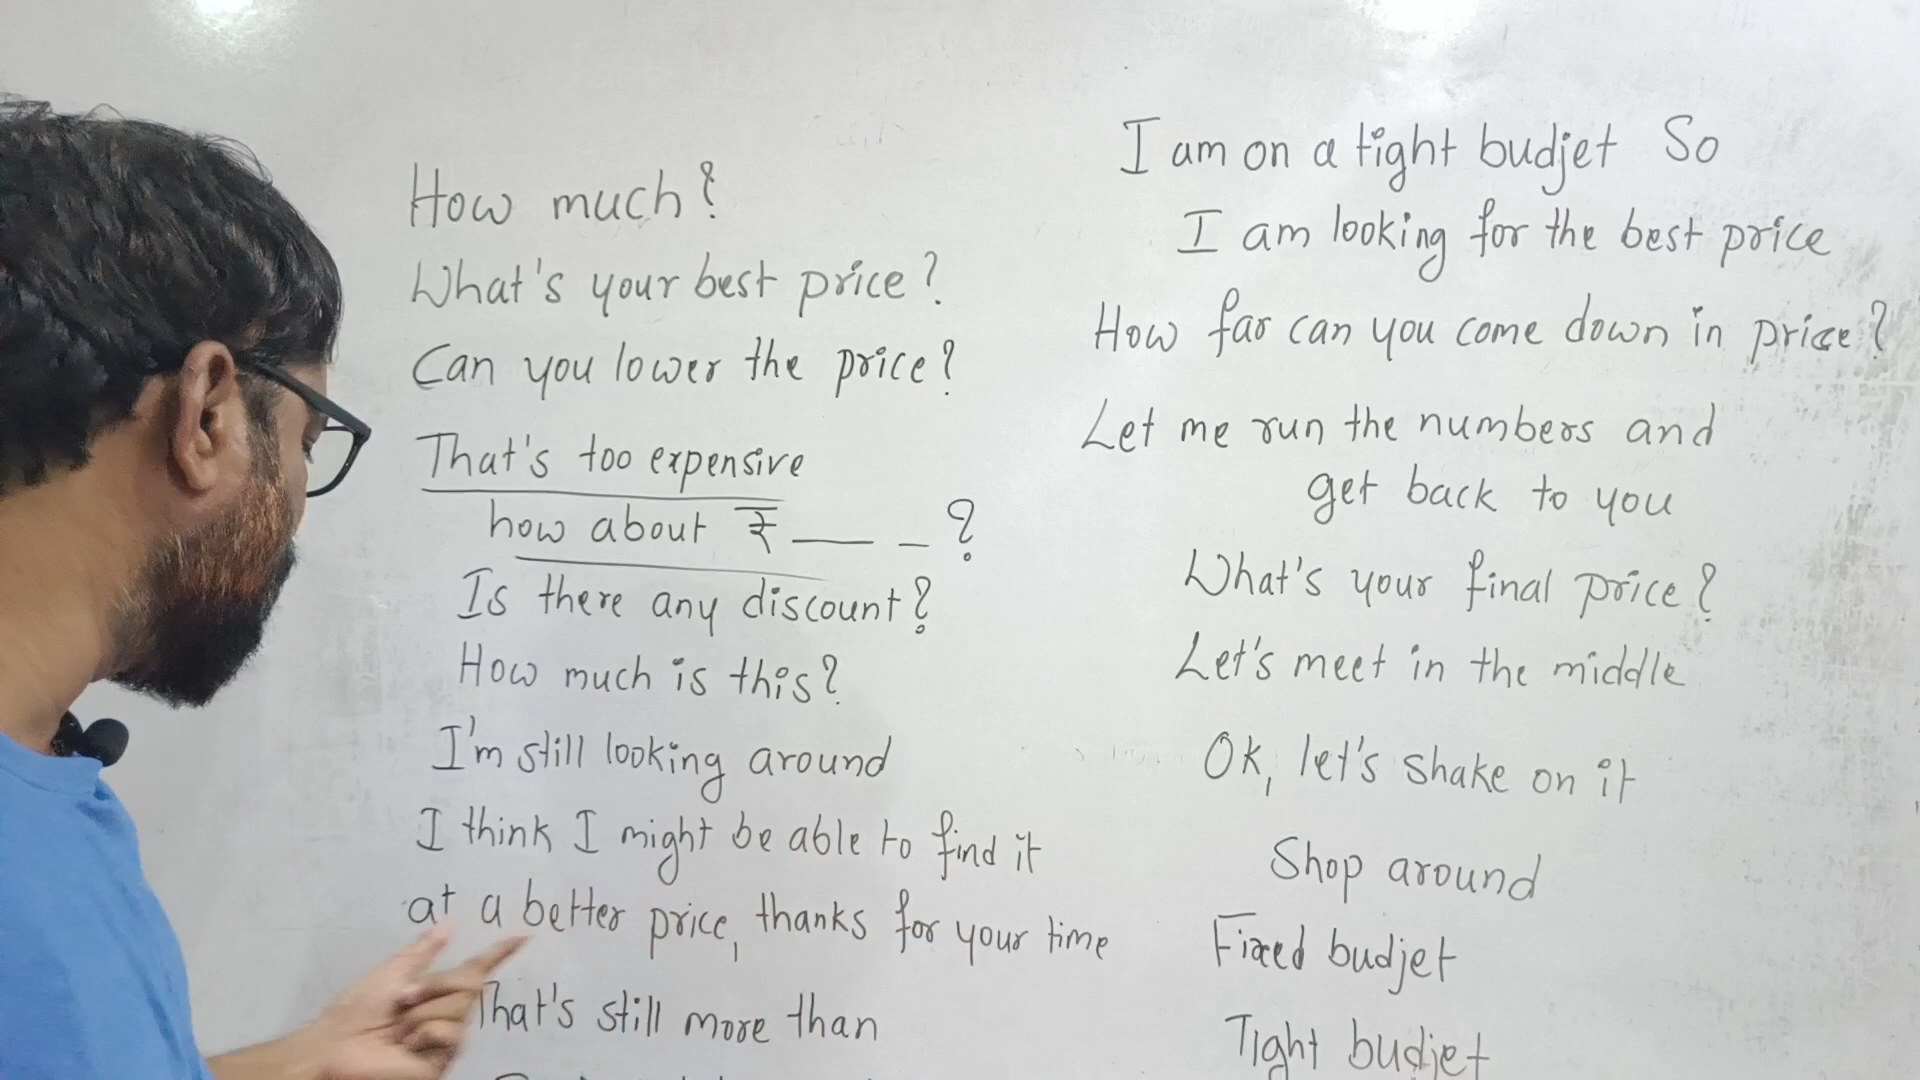 How much?
What's your best price?
Can you lower the price?
That's too expensive
how about ₹ ___ _?
Is there any discount?
How much is this?
I'm still looking around
I think I might be able to find it
at a better price, thanks for your time
That's still more than
I am on a tight budjet So
I am looking for the best price
How far can you come down in price?
Let me run the numbers and
get back to you
What's your final price?
Let's meet in the middle
Ok, let's shake on it
Shop around
Fixed budjet
Tight budjet